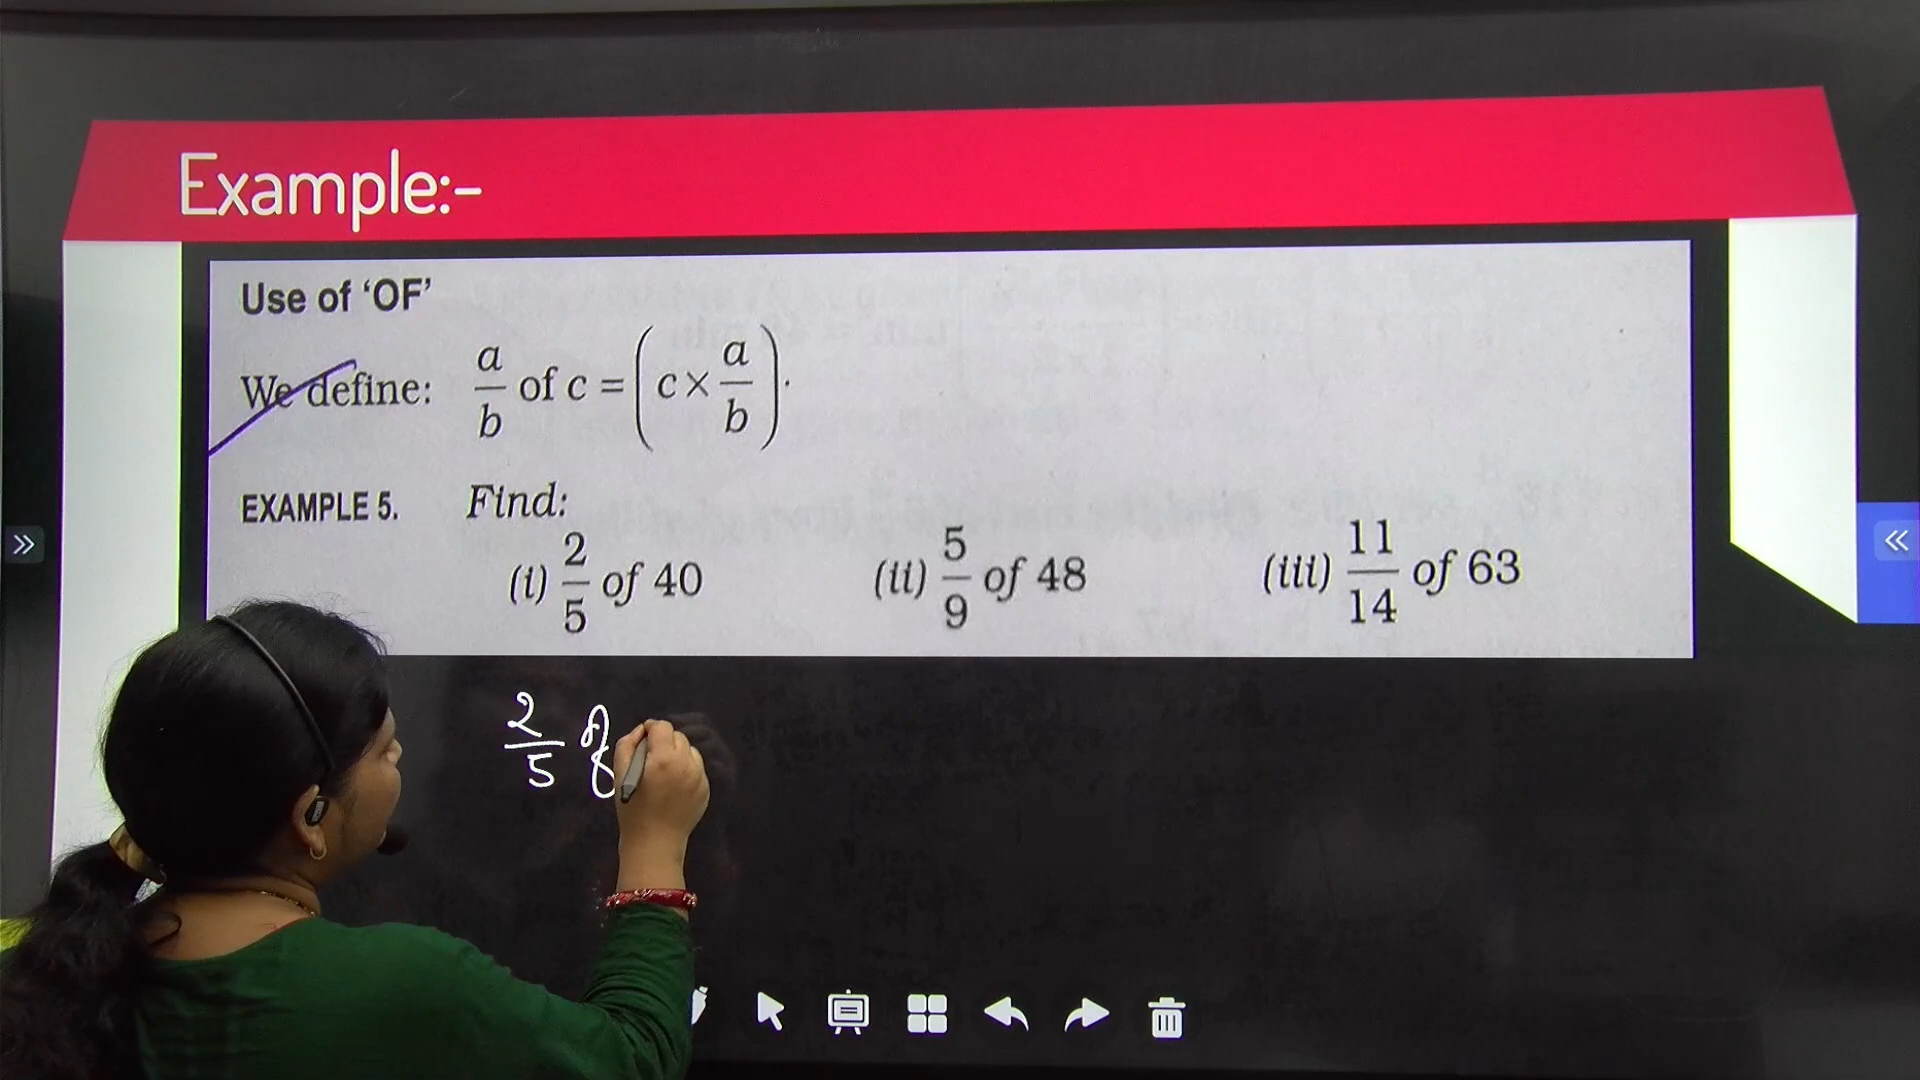 Example:-
Use of ‘OF’
We define: a/b of c = (c × a/b).
EXAMPLE 5. Find:
(i) 2/5 of 40 (ii) 5/9 of 48 (iii) 11/14 of 63
2/5 of